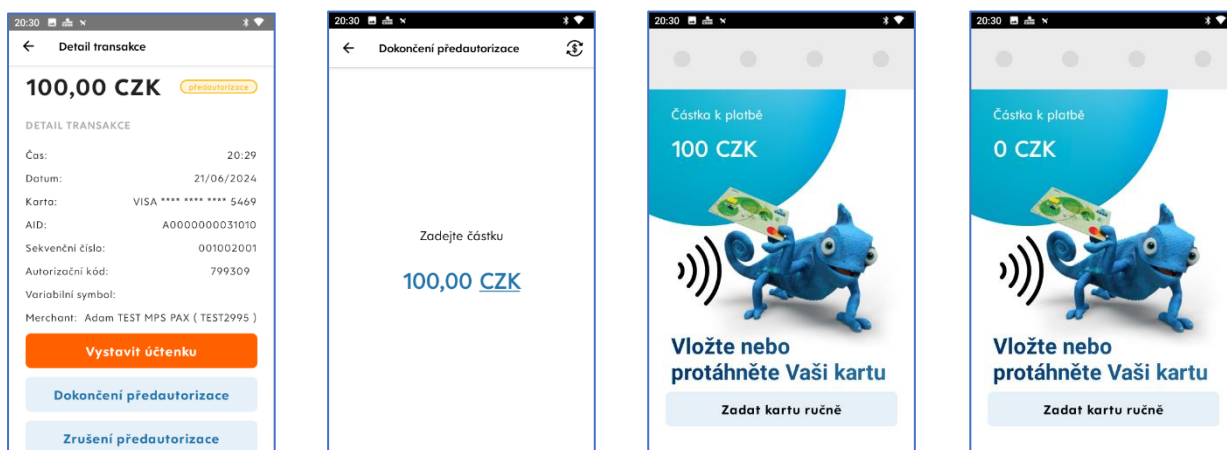 20:30
Detail transakce
100,00 CZK předautorizace
DETAIL TRANSAKCE
Čas: 20:29
Datum: 21/06/2024
Karta: VISA **** **** **** 5469
AID: A0000000031010
Sekvenční číslo: 001002001
Autorizační kód: 799309
Variabilní symbol:
Merchant: Adam TEST MPS PAX ( TEST2995 )
Vystavit účtenku
Dokončení předautorizace
Zrušení předautorizace
20:30
Dokončení předautorizace
Zadejte částku
100,00 CZK
20:30
Částka k platbě
100 CZK
Vložte nebo
protáhněte Vaši kartu
Zadat kartu ručně
20:30
Částka k platbě
0 CZK
Vložte nebo
protáhněte Vaši kartu
Zadat kartu ručně